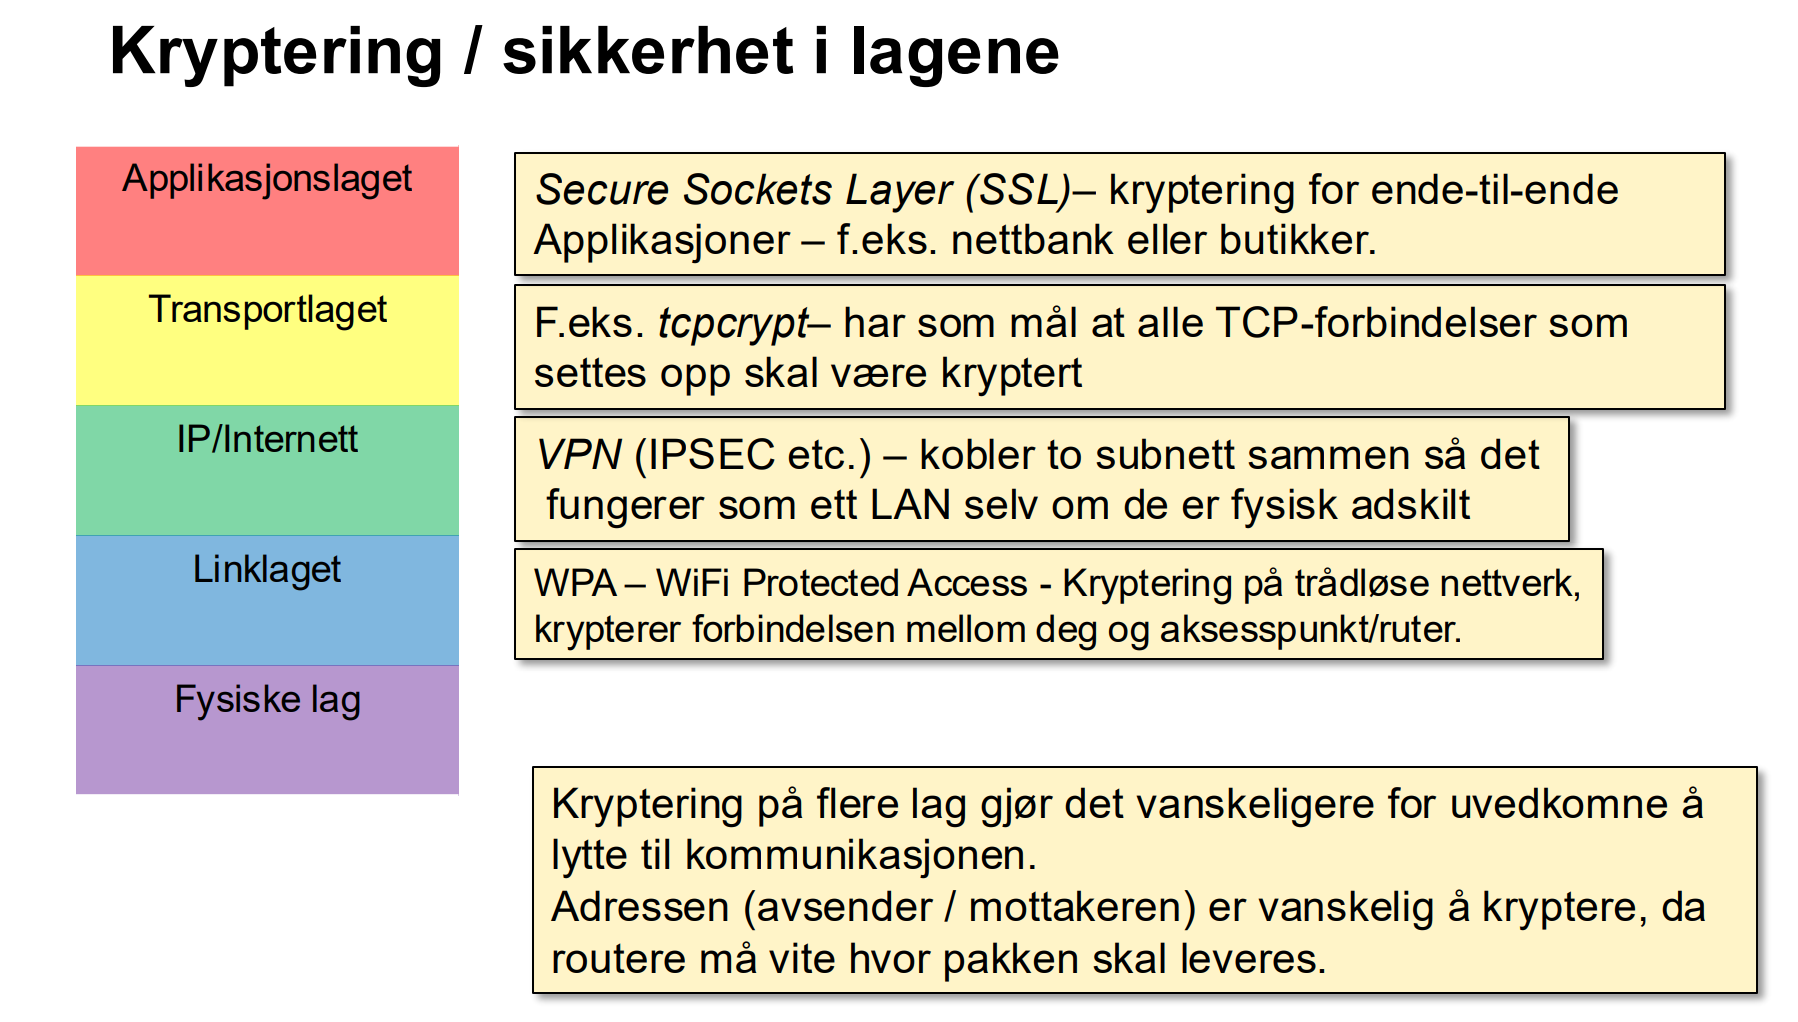 Kryptering / sikkerhet i lagene
Applikasjonslaget
Secure Sockets Layer (SSL)– kryptering for ende-til-ende
Applikasjoner – f.eks. nettbank eller butikker.
Transportlaget
F.eks. tcpcrypt– har som mål at alle TCP-forbindelser som
settes opp skal være kryptert
IP/Internett
VPN (IPSEC etc.) – kobler to subnett sammen så det
fungerer som ett LAN selv om de er fysisk adskilt
Linklaget
WPA – WiFi Protected Access - Kryptering på trådløse nettverk,
krypterer forbindelsen mellom deg og aksesspunkt/ruter.
Fysiske lag
Kryptering på flere lag gjør det vanskeligere for uvedkomne å
lytte til kommunikasjonen.
Adressen (avsender / mottakeren) er vanskelig å kryptere, da
routere må vite hvor pakken skal leveres.